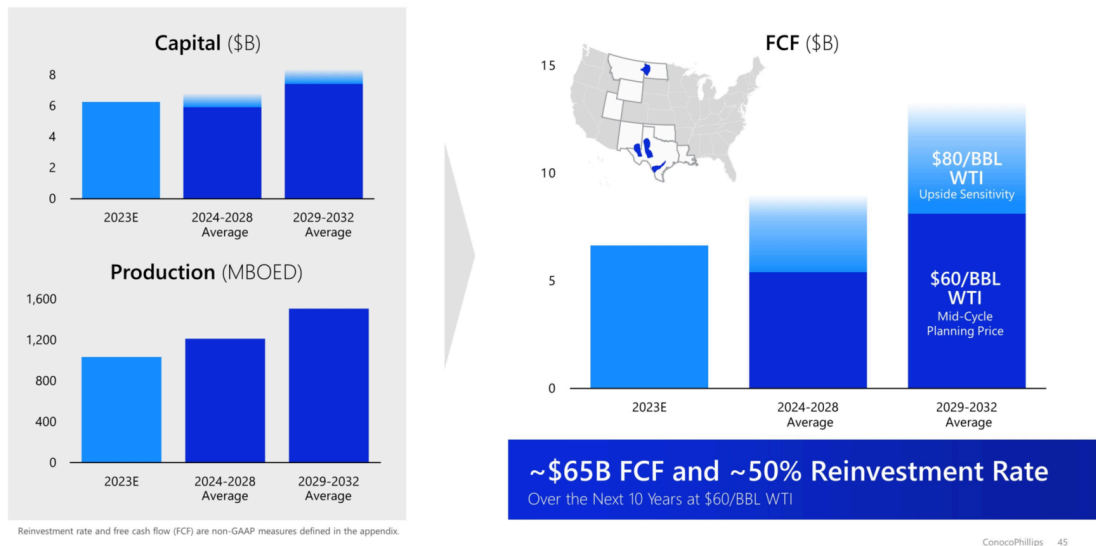 Capital ($B)
8
6
4
2
0
2023E
2024-2028
Average
2029-2032
Average
Production (MBOED)
1,600
1,200
800
400
0
2023E
2024-2028
Average
2029-2032
Average
FCF ($B)
15
10
5
0
$80/BBL
WTI
Upside Sensitivity
$60/BBL
WTI
Mid-Cycle
Planning Price
2023E
2024-2028
Average
2029-2032
Average
~$65B FCF and ~50% Reinvestment Rate
Over the Next 10 Years at $60/BBL WTI
Reinvestment rate and free cash flow (FCF) are non-GAAP measures defined in the appendix.
ConocoPhillips 45